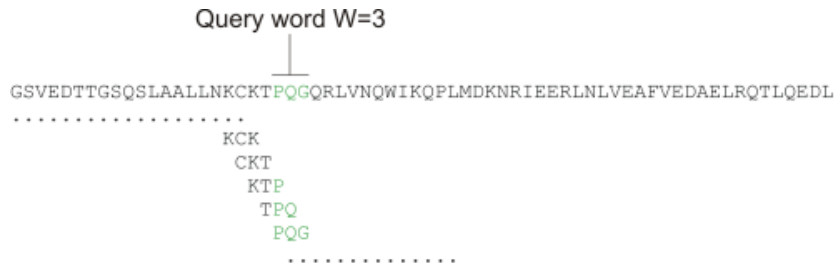 Query word W=3
GSVEDTTGSQSLAALLNKCKTPQGQRLVNQWIKQPLMDKNRIEERLNLVEAFVEDAELRQTLQEDL
...................
KCK
CKT
KTP
TPQ
PQG
..............